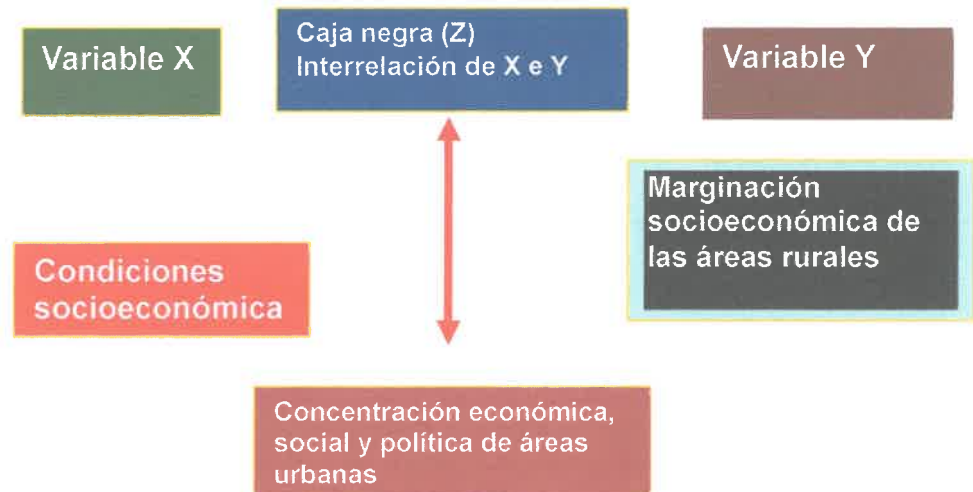 Variable X
Caja negra (Z)
Interrelación de X e Y
Variable Y
Condiciones
socioeconómica
Marginación
socioeconómica de
las áreas rurales
Concentración económica,
social y política de áreas
urbanas